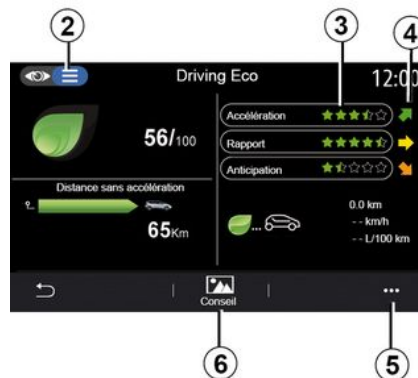 2
3
4
Driving Eco
12:00
56/100
Accélération
Rapport
Anticipation
Distance sans accélération
65Km
0.0 km
-- km/h
-- L/100 km
Conseil
6
5